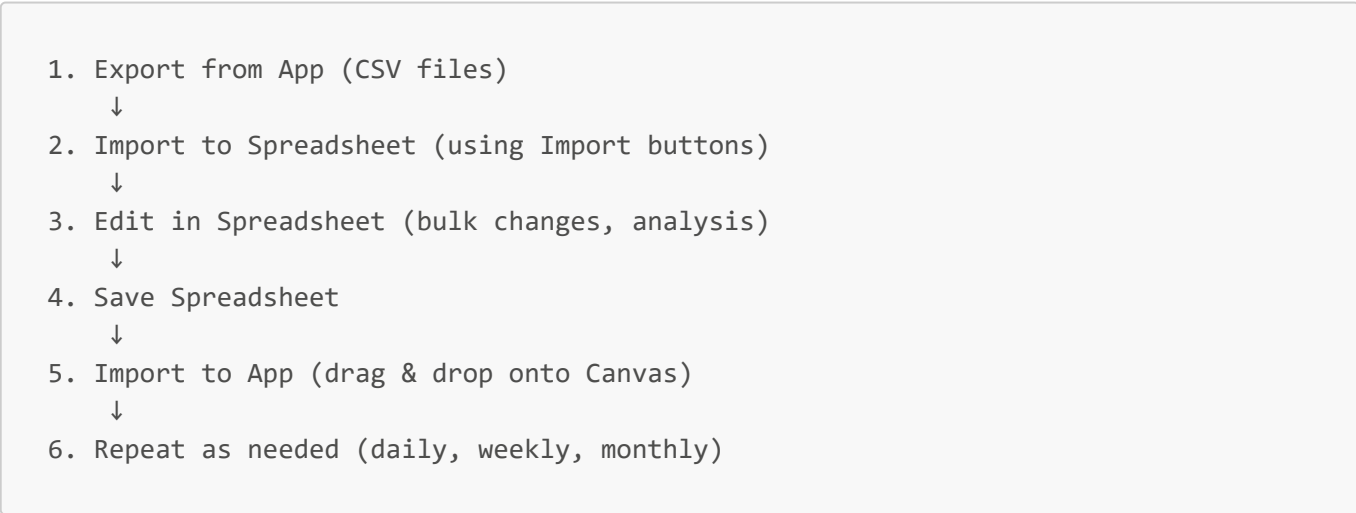 1. Export from App (CSV files)
↓
2. Import to Spreadsheet (using Import buttons)
↓
3. Edit in Spreadsheet (bulk changes, analysis)
↓
4. Save Spreadsheet
↓
5. Import to App (drag & drop onto Canvas)
↓
6. Repeat as needed (daily, weekly, monthly)